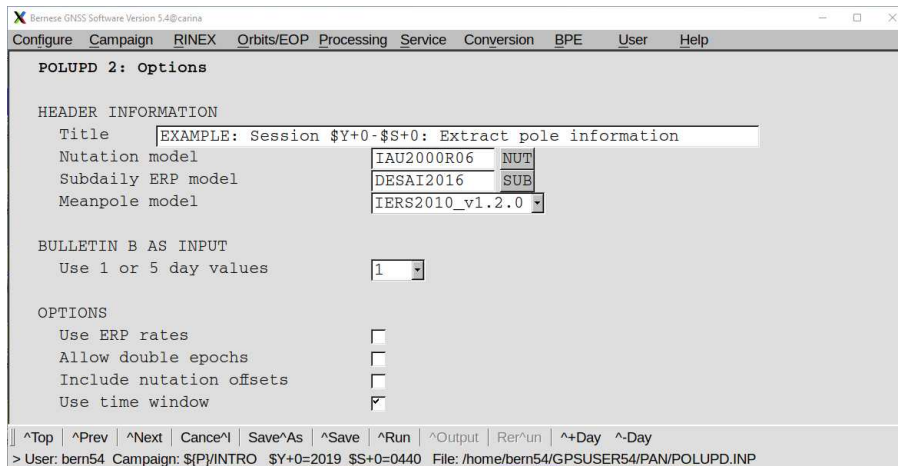 Bernese GNSS Software Version 5.4@carina
Configure Campaign RINEX Orbits/EOP Processing Service Conversion BPE User Help
POLUPD 2: Options
HEADER INFORMATION
Title EXAMPLE: Session $Y+0-$S+0: Extract pole information
Nutation model IAU2000R06 NUT
Subdaily ERP model DESAI2016 SUB
Meanpole model IERS2010_v1.2.0
BULLETIN B AS INPUT
Use 1 or 5 day values 1
OPTIONS
Use ERP rates
Allow double epochs
Include nutation offsets
Use time window
^Top ^Prev ^Next Cance^l Save^As ^Save ^Run ^Output Rer^un ^+Day ^-Day
> User: bern54 Campaign: ${P}/INTRO $Y+0=2019 $S+0=0440 File: /home/bern54/GPSUSER54/PAN/POLUPD.INP